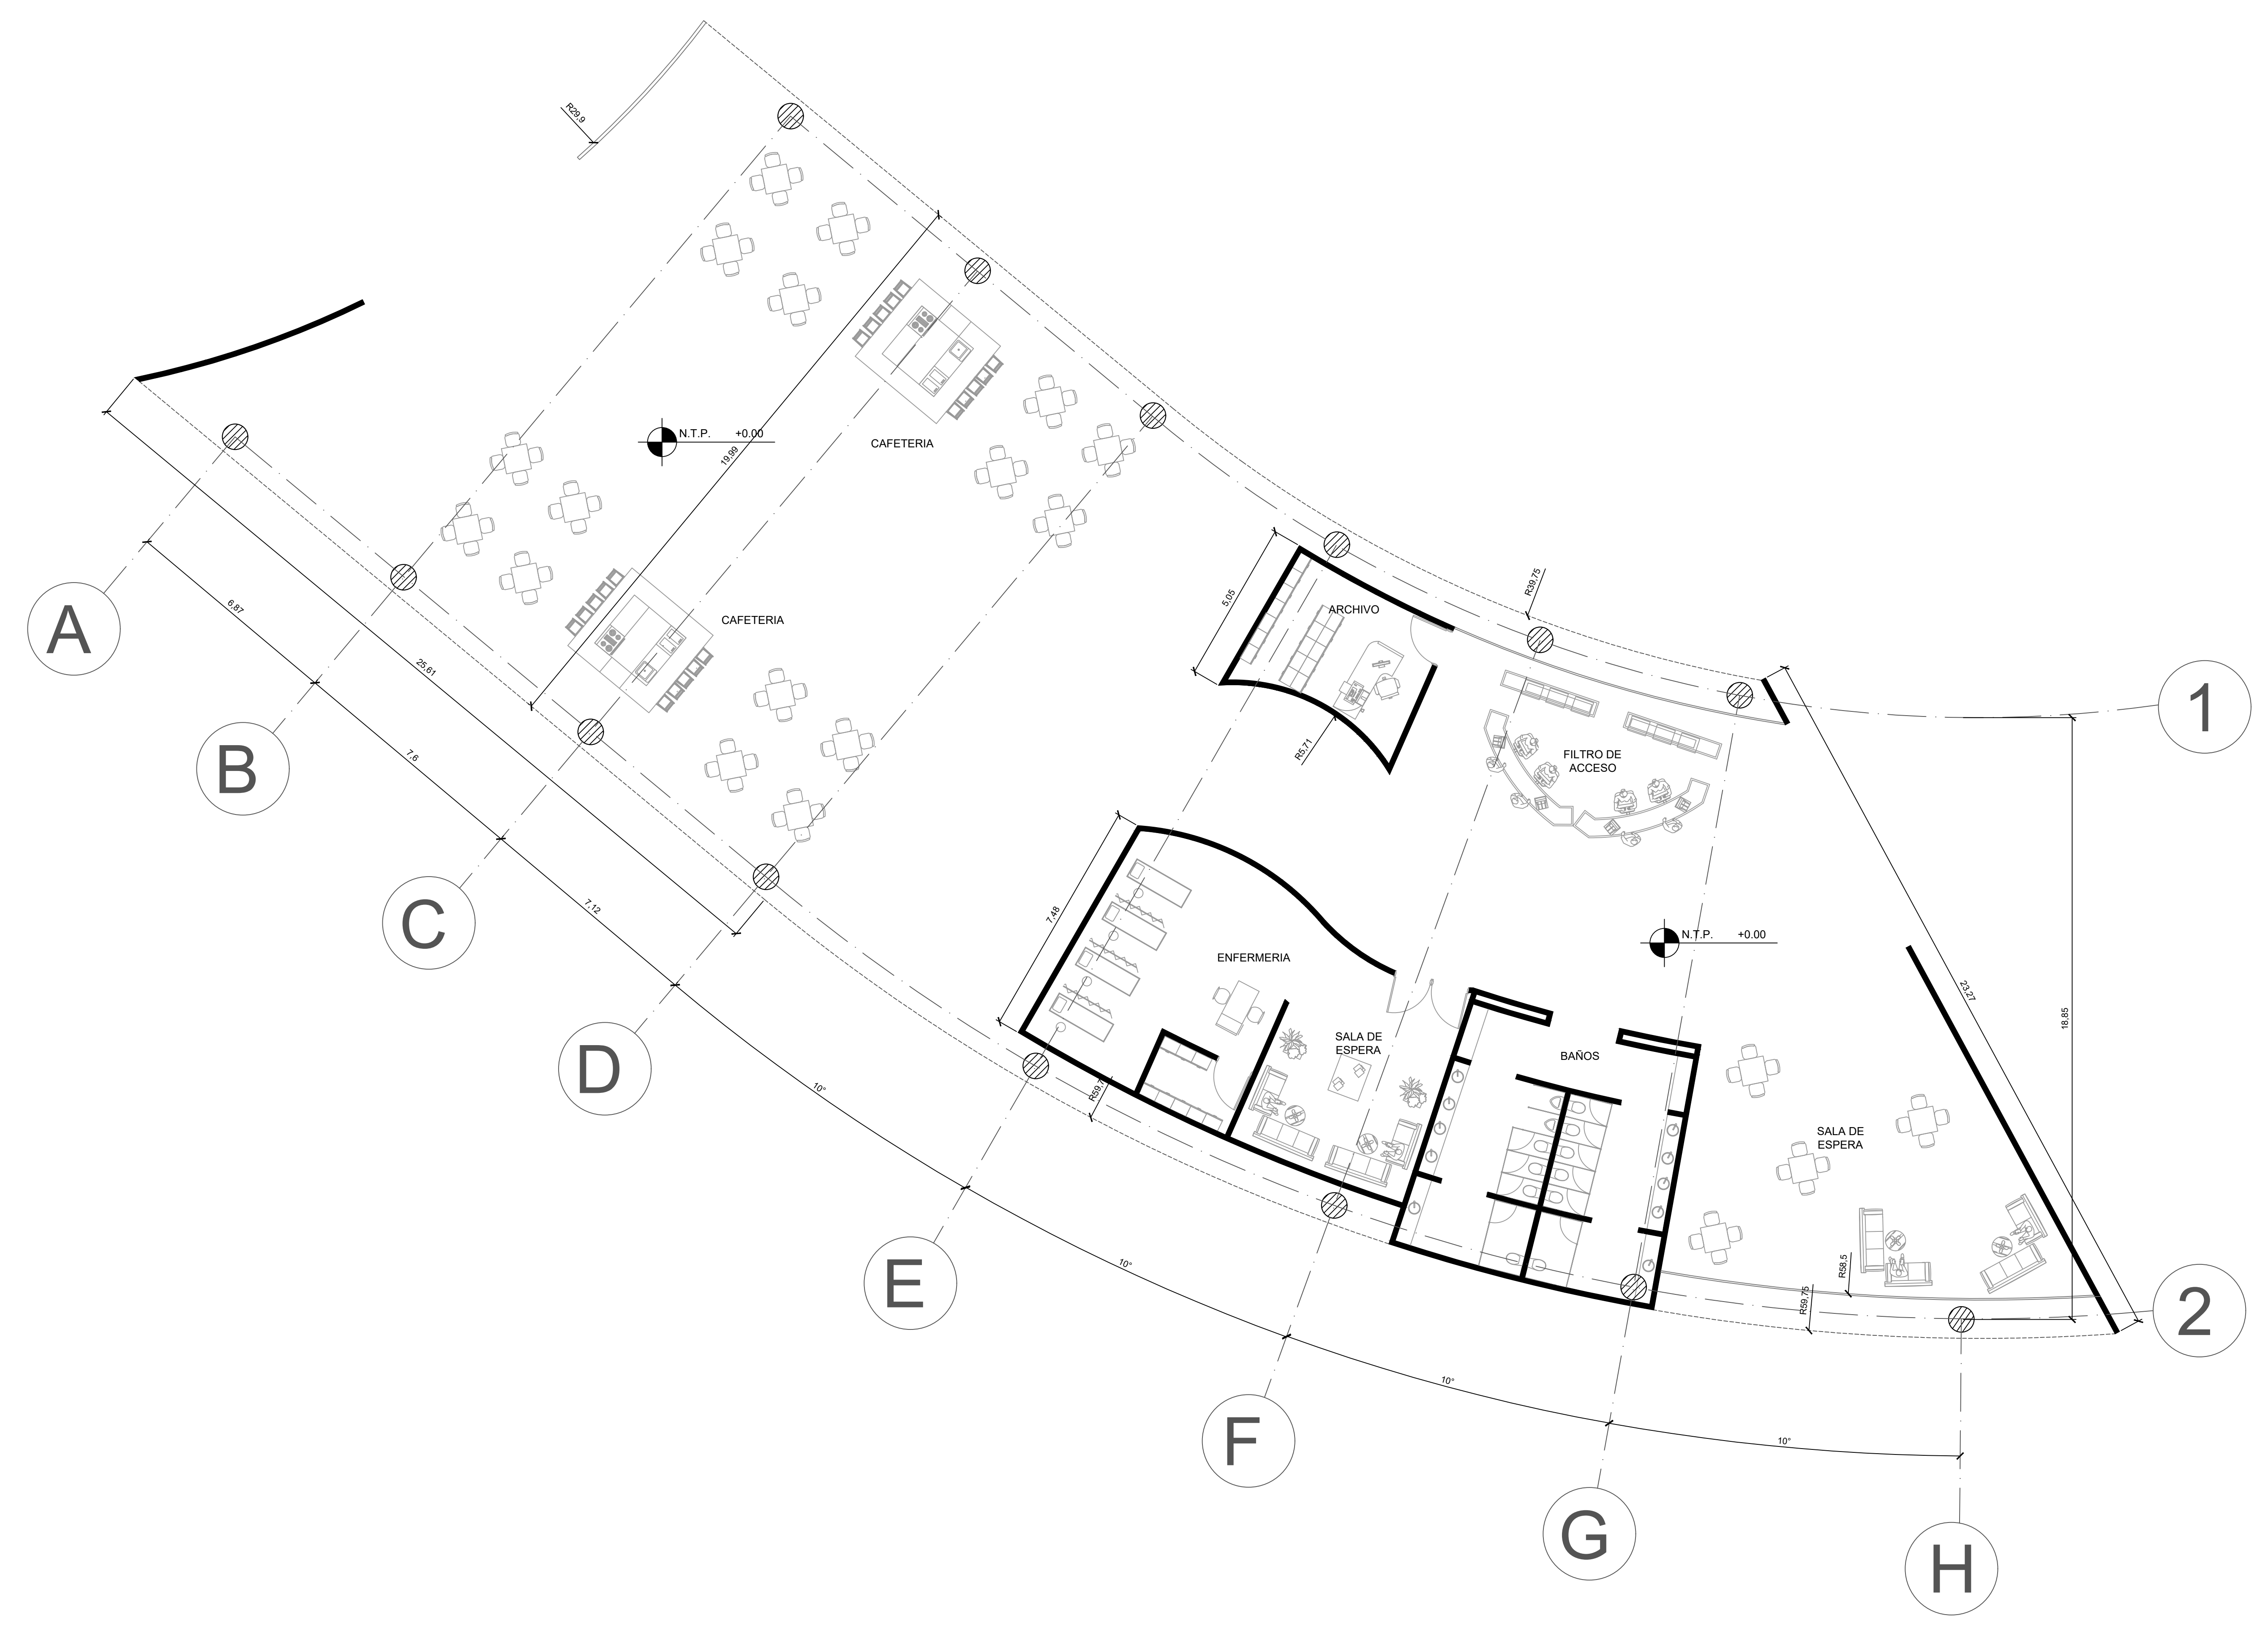 R29,9
N.T.P. +0.00
19,99
CAFETERIA
CAFETERIA
A
B
C
D
E
F
G
H
1
2
6,87
7,6
7,12
25,61
10°
10°
10°
10°
5,05
ARCHIVO
R39,75
R5,71
FILTRO DE
ACCESO
7,48
ENFERMERIA
SALA DE
ESPERA
BAÑOS
N.T.P. +0.00
23,27
18,85
SALA DE
ESPERA
R58,5
R59,75